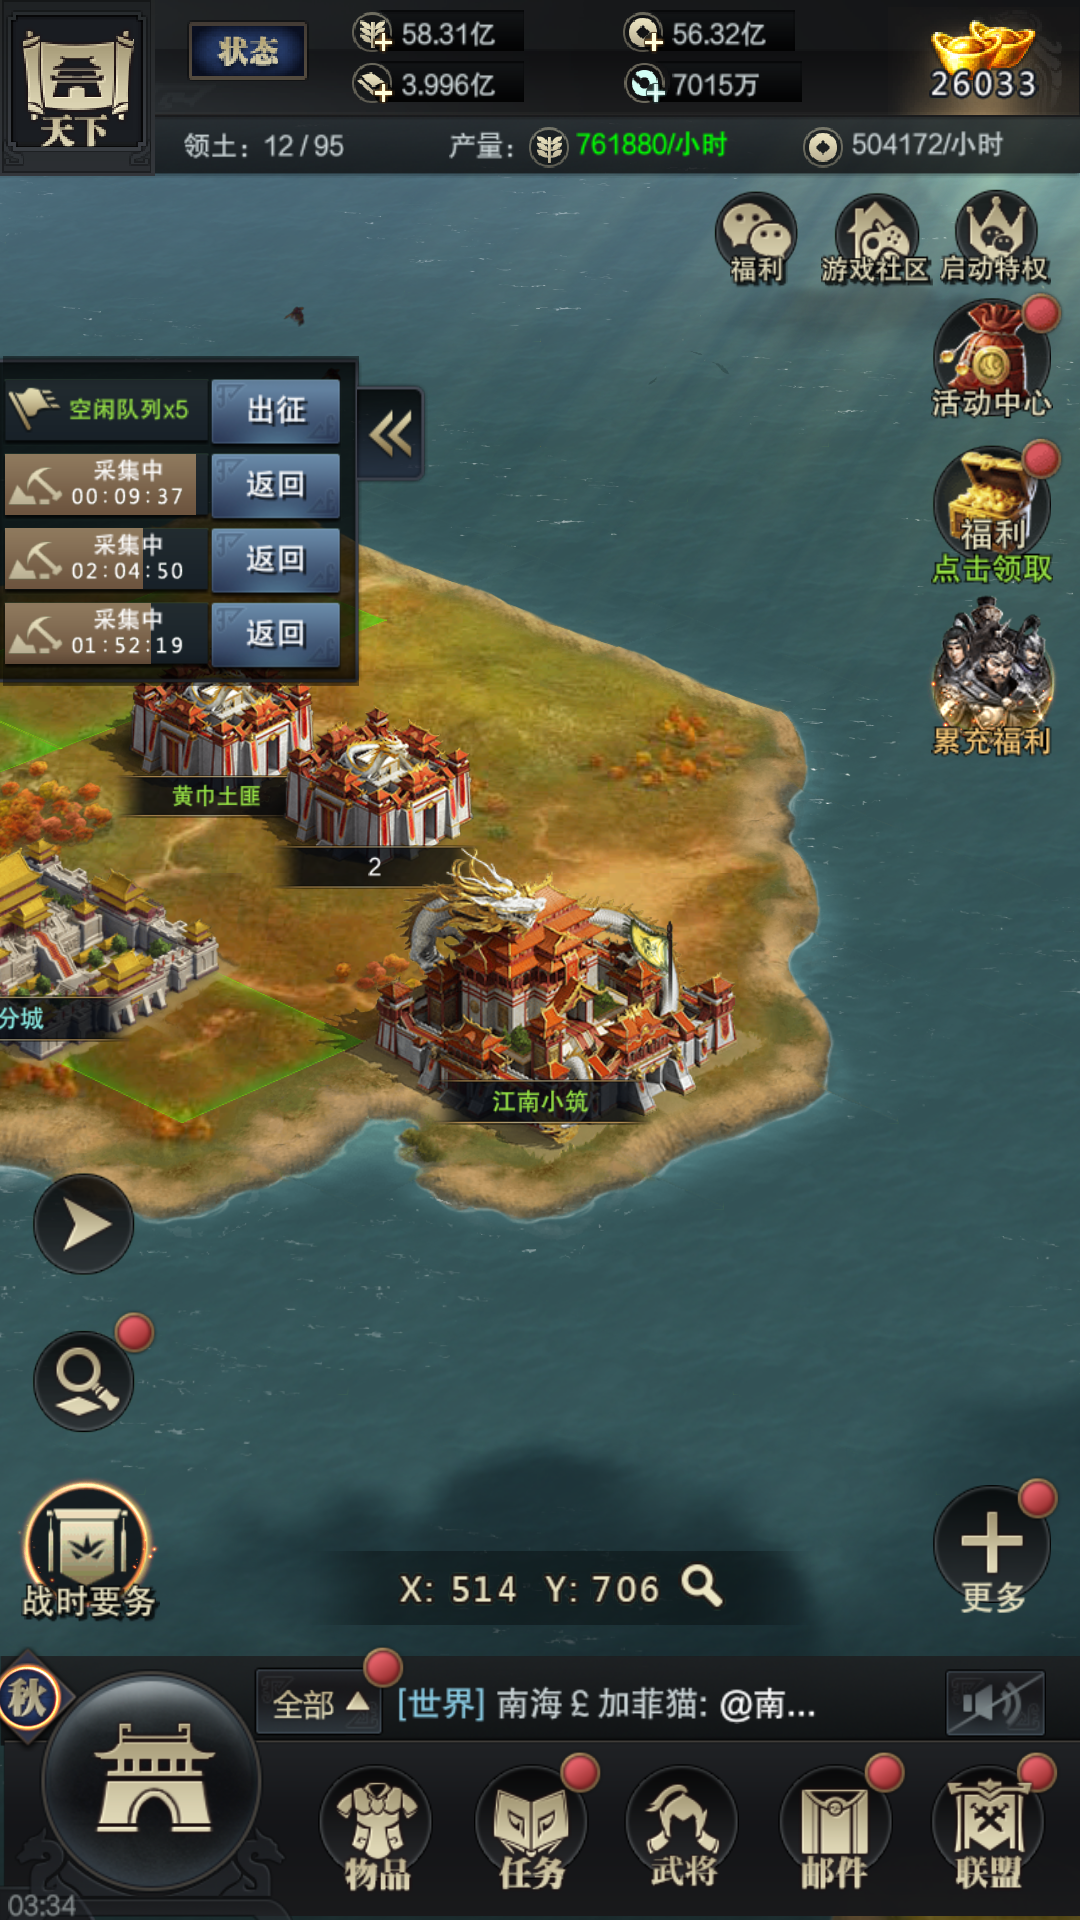 天下
状态
58.31亿
56.32亿
3.996亿
7015万
26033
领土: 12 / 95
产量:
761880/小时
504172/小时
福利
游戏社区
启动特权
活动中心
空闲队列x5
出征
采集中
00:09:37
返回
福利
点击领取
采集中
02:04:50
返回
采集中
01:52:19
返回
累充福利
黄巾土匪
2
分城
江南小筑
战时要务
X: 514 Y: 706
更多
秋
全部
[世界] 南海￡加菲猫: @南...
物品
任务
武将
邮件
联盟
03:34